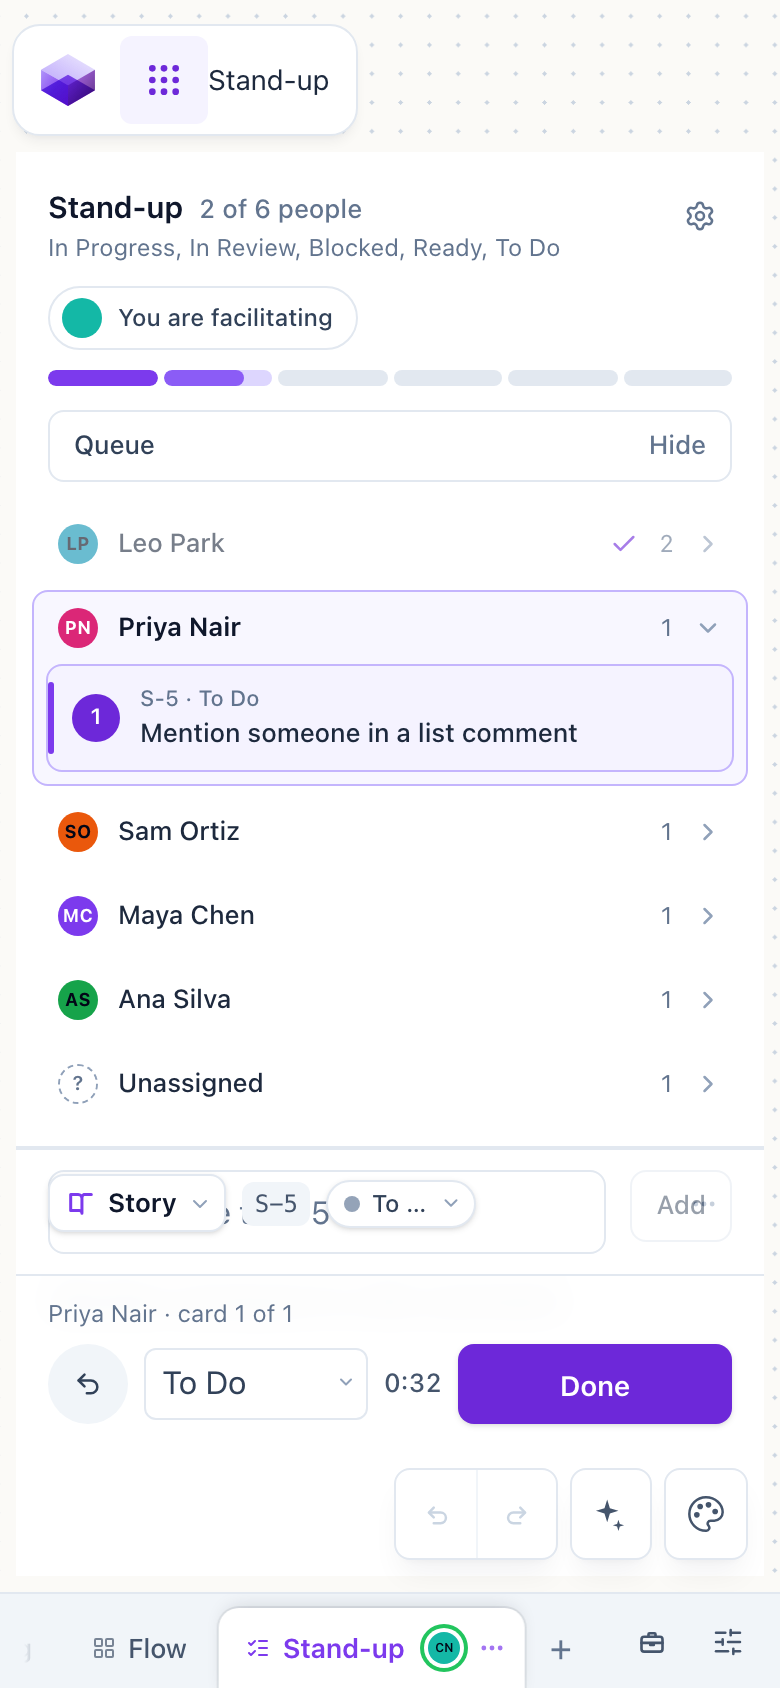 Stand-up
Stand-up 2 of 6 people
In Progress, In Review, Blocked, Ready, To Do
You are facilitating
Queue Hide
LP Leo Park 2
PN Priya Nair 1
1 S-5 · To Do
Mention someone in a list comment
SO Sam Ortiz 1
MC Maya Chen 1
AS Ana Silva 1
? Unassigned 1
Story S-5 5 To ... Add
Priya Nair · card 1 of 1
To Do 0:32 Done
Flow Stand-up CN